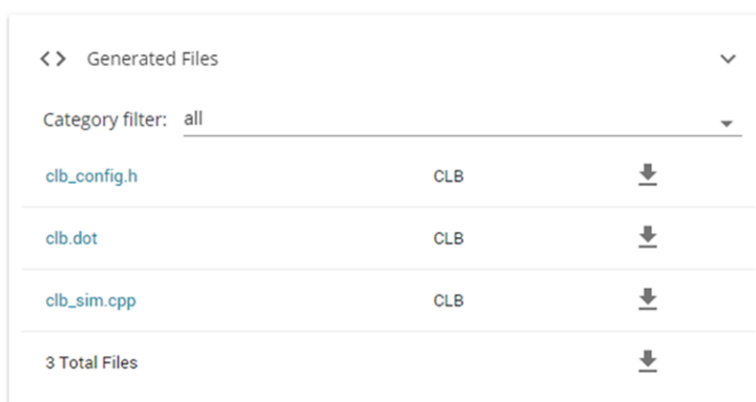 Generated Files
Category filter: all
clb_config.h CLB
clb.dot CLB
clb_sim.cpp CLB
3 Total Files